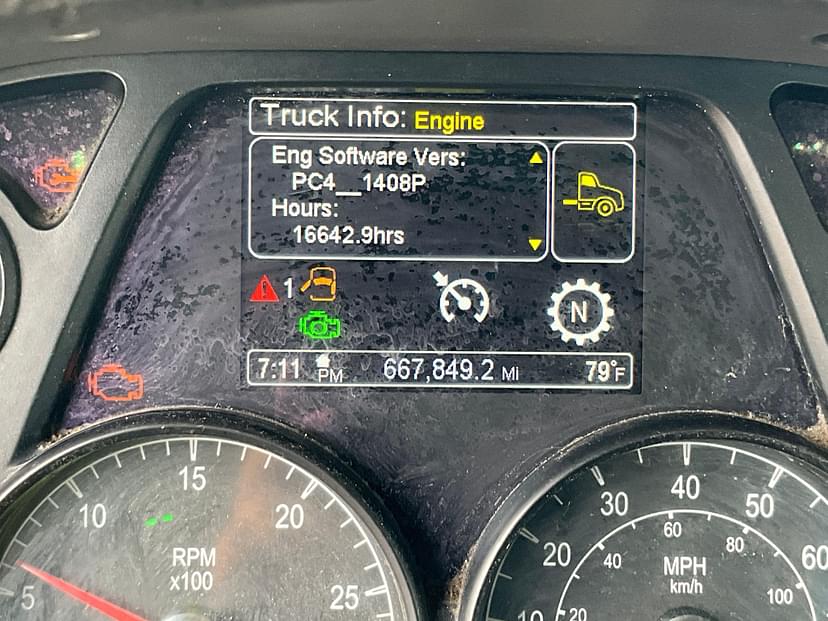 Truck Info: Engine
Eng Software Vers:
PC4__1408P
Hours:
16642.9hrs
1
N
7:11 PM 667,849.2 MI 79°F
5
10
15
20
25
RPM
x100
10
20
30
40
50
60
MPH
km/h
20
40
60
80
100